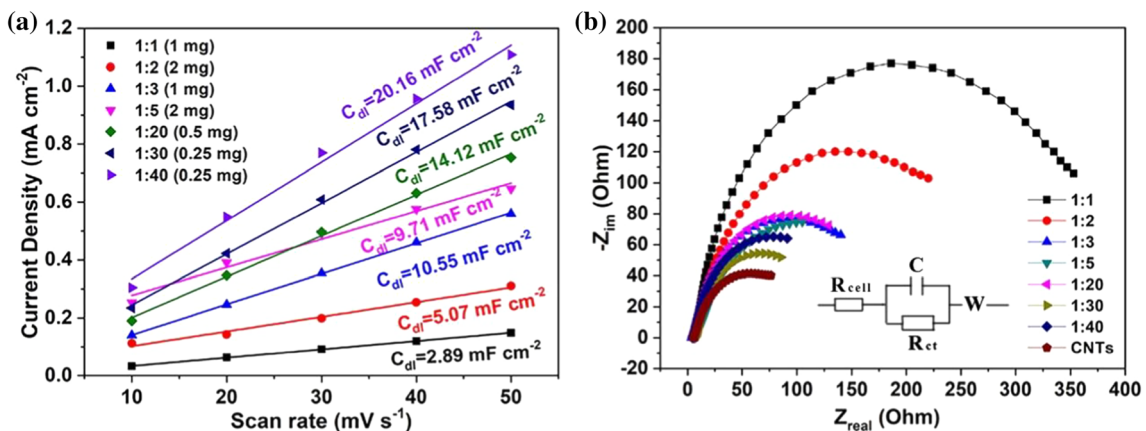 (a)
1.2
1.0
0.8
0.6
0.4
0.2
0.0
Current Density (mA cm⁻²)
1:1 (1 mg)
1:2 (2 mg)
1:3 (1 mg)
1:5 (2 mg)
1:20 (0.5 mg)
1:30 (0.25 mg)
1:40 (0.25 mg)
C_dl=20.16 mF cm⁻²
C_dl=17.58 mF cm⁻²
C_dl=14.12 mF cm⁻²
C_dl=9.71 mF cm⁻²
C_dl=10.55 mF cm⁻²
C_dl=5.07 mF cm⁻²
C_dl=2.89 mF cm⁻²
10 20 30 40 50
Scan rate (mV s⁻¹)
(b)
200
180
160
140
120
100
80
60
40
20
0
-20
-Z_im (Ohm)
1:1
1:2
1:3
1:5
1:20
1:30
1:40
CNTs
R_cell
C
W
R_ct
0 50 100 150 200 250 300 350 400
Z_real (Ohm)